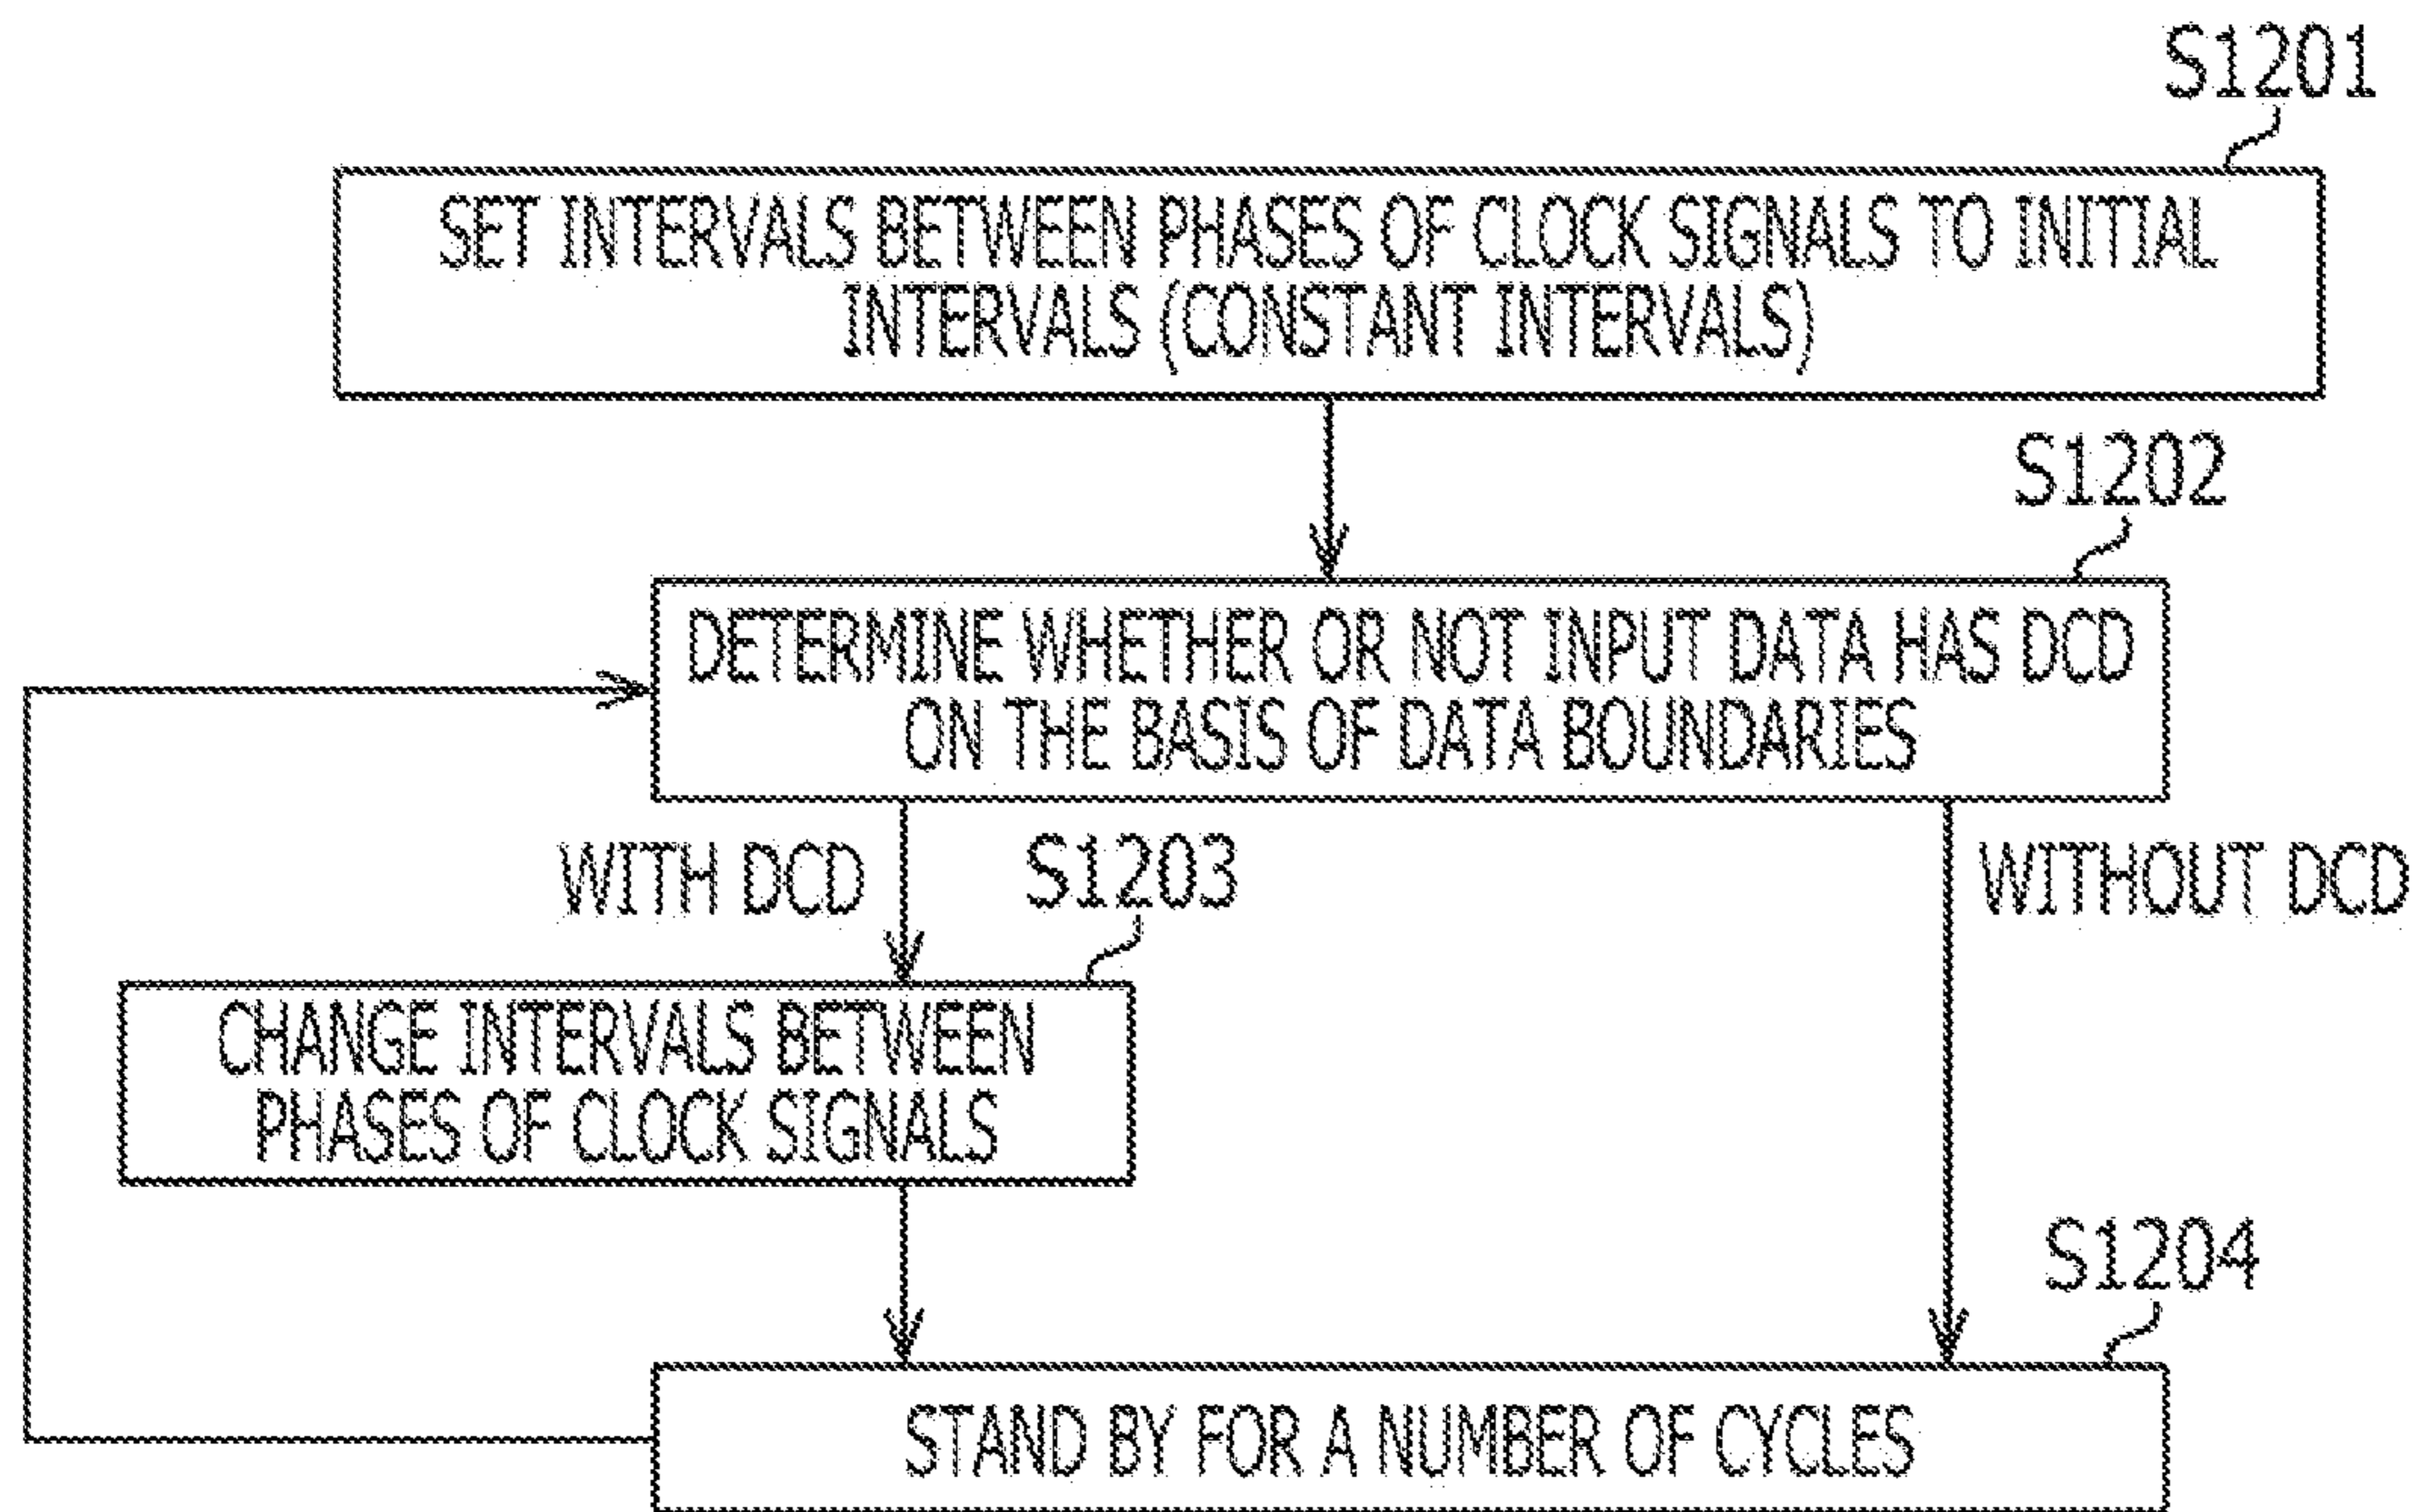 S1201
SET INTERVALS BETWEEN PHASES OF CLOCK SIGNALS TO INITIAL
INTERVALS (CONSTANT INTERVALS)
S1202
DETERMINE WHETHER OR NOT INPUT DATA HAS DCD
ON THE BASIS OF DATA BOUNDARIES
WITH DCD
S1203
WITHOUT DCD
CHANGE INTERVALS BETWEEN
PHASES OF CLOCK SIGNALS
S1204
STAND BY FOR A NUMBER OF CYCLES